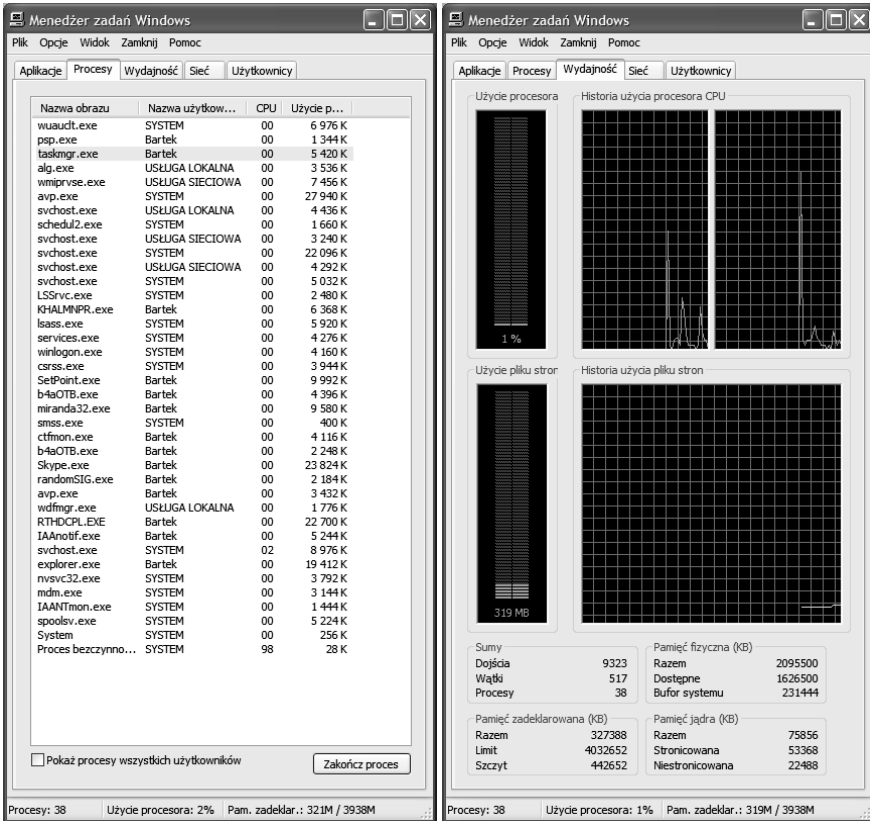 Menedżer zadań Windows
Plik Opcje Widok Zamknij Pomoc
Aplikacje Procesy Wydajność Sieć Użytkownicy
Nazwa obrazu Nazwa użytkow... CPU Użycie p...
wuauclt.exe SYSTEM 00 6 976 K
psp.exe Bartek 00 1 344 K
taskmgr.exe Bartek 00 5 420 K
alg.exe USŁUGA LOKALNA 00 3 536 K
wmiprvse.exe USŁUGA SIECIOWA 00 7 456 K
avp.exe SYSTEM 00 27 940 K
svchost.exe USŁUGA LOKALNA 00 4 436 K
schedul2.exe SYSTEM 00 1 660 K
svchost.exe USŁUGA SIECIOWA 00 3 240 K
svchost.exe SYSTEM 00 22 096 K
svchost.exe USŁUGA SIECIOWA 00 4 292 K
svchost.exe SYSTEM 00 5 032 K
LSSrvc.exe SYSTEM 00 2 480 K
KHALMNPR.exe Bartek 00 6 368 K
lsass.exe SYSTEM 00 5 920 K
services.exe SYSTEM 00 4 276 K
winlogon.exe SYSTEM 00 4 160 K
csrss.exe SYSTEM 00 3 944 K
SetPoint.exe Bartek 00 9 992 K
b4aOTB.exe Bartek 00 4 396 K
miranda32.exe Bartek 00 9 580 K
smss.exe SYSTEM 00 400 K
ctfmon.exe Bartek 00 4 116 K
b4aOTB.exe Bartek 00 2 248 K
Skype.exe Bartek 00 23 824 K
randomSIG.exe Bartek 00 2 184 K
avp.exe Bartek 00 3 432 K
wdfmgr.exe USŁUGA LOKALNA 00 1 776 K
RTHDCPL.EXE Bartek 00 22 700 K
IAAnotif.exe Bartek 00 5 244 K
svchost.exe SYSTEM 02 8 976 K
explorer.exe Bartek 00 19 412 K
nvsvc32.exe SYSTEM 00 3 792 K
mdm.exe SYSTEM 00 3 144 K
IAANTmon.exe SYSTEM 00 1 444 K
spoolsv.exe SYSTEM 00 5 224 K
System SYSTEM 00 256 K
Proces bezczynno... SYSTEM 98 28 K
Pokaż procesy wszystkich użytkowników
Zakończ proces
Procesy: 38 Użycie procesora: 2% Pam. zadeklar.: 321M / 3938M
Menedżer zadań Windows
Plik Opcje Widok Zamknij Pomoc
Aplikacje Procesy Wydajność Sieć Użytkownicy
Użycie procesora Historia użycia procesora CPU
1 %
Użycie pliku stron Historia użycia pliku stron
319 MB
Sumy
Dojścia 9323
Wątki 517
Procesy 38
Pamięć fizyczna (KB)
Razem 2095500
Dostępne 1626500
Bufor systemu 231444
Pamięć zadeklarowana (KB)
Razem 327388
Limit 4032652
Szczyt 442652
Pamięć jądra (KB)
Razem 75856
Stronicowana 53368
Niestronicowana 22488
Procesy: 38 Użycie procesora: 1% Pam. zadeklar.: 319M / 3938M